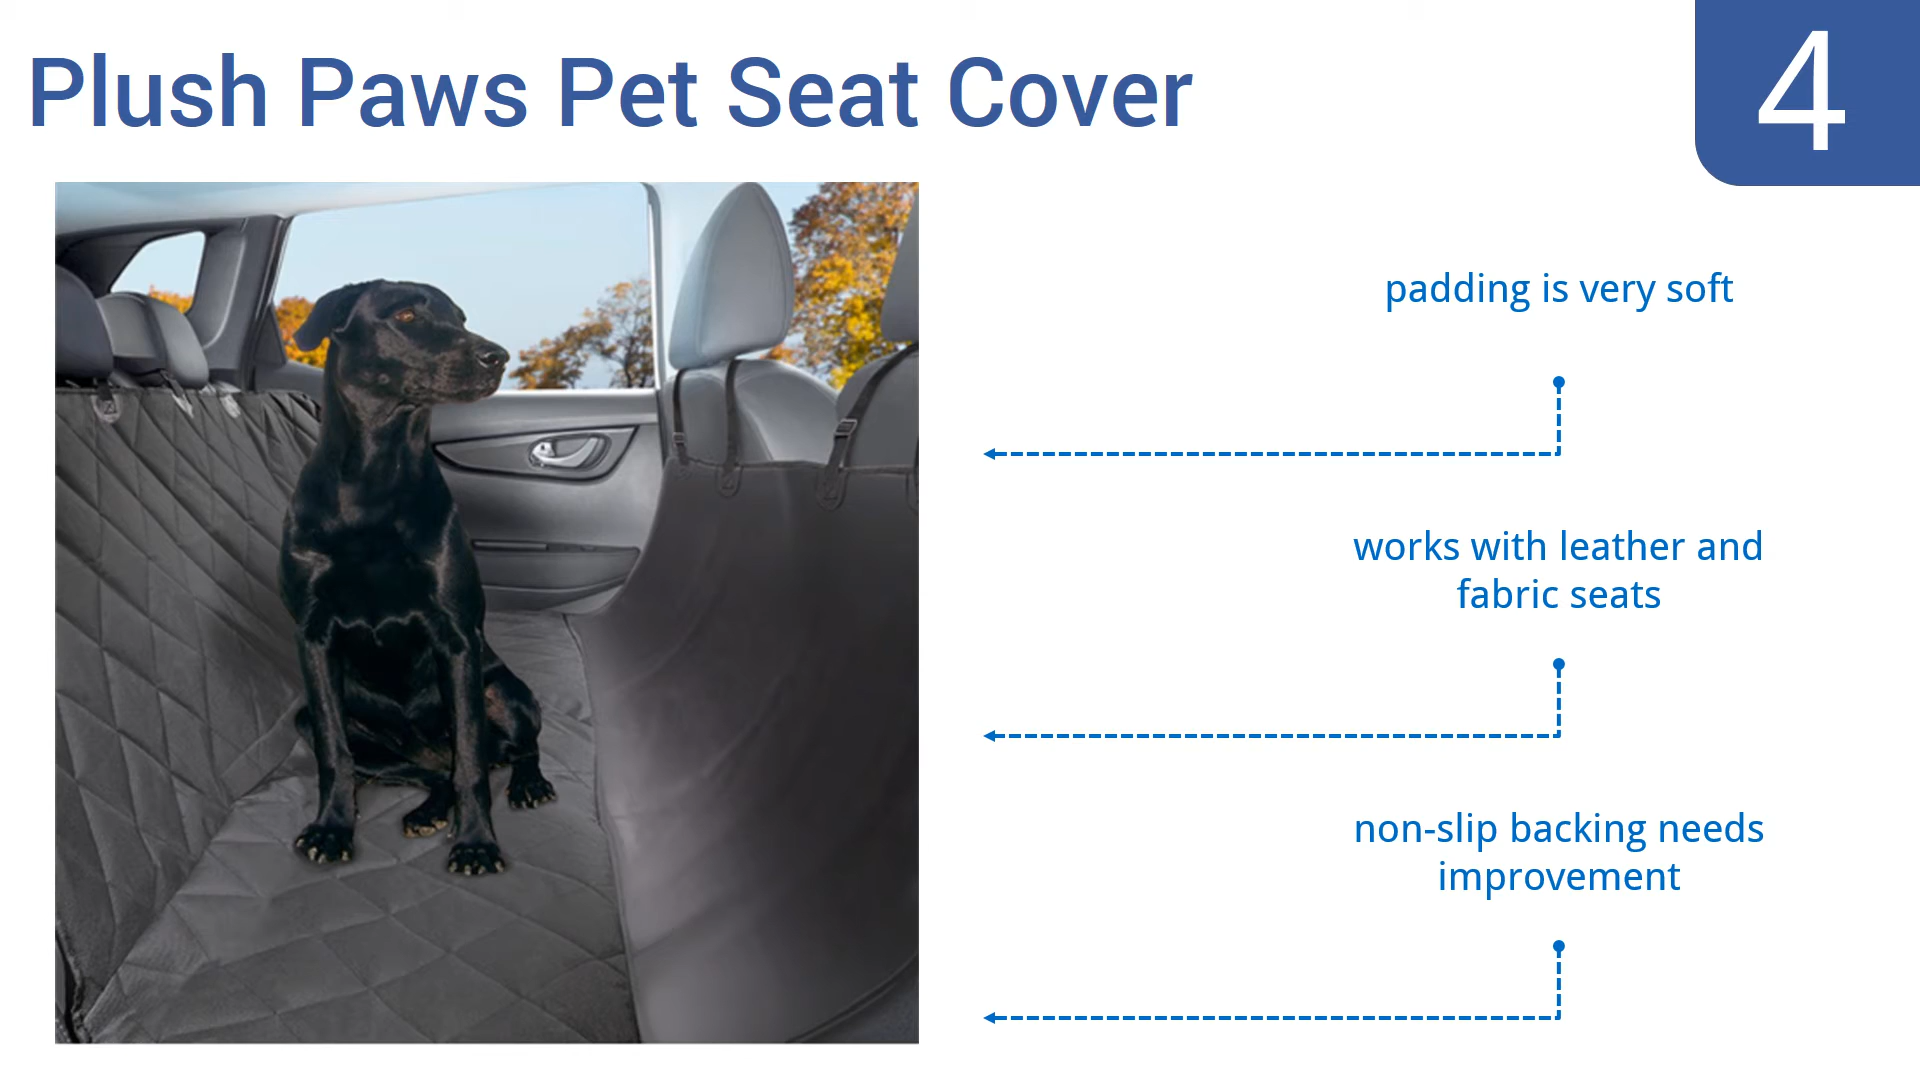 Plush Paws Pet Seat Cover
4
padding is very soft
works with leather and
fabric seats
non-slip backing needs
improvement